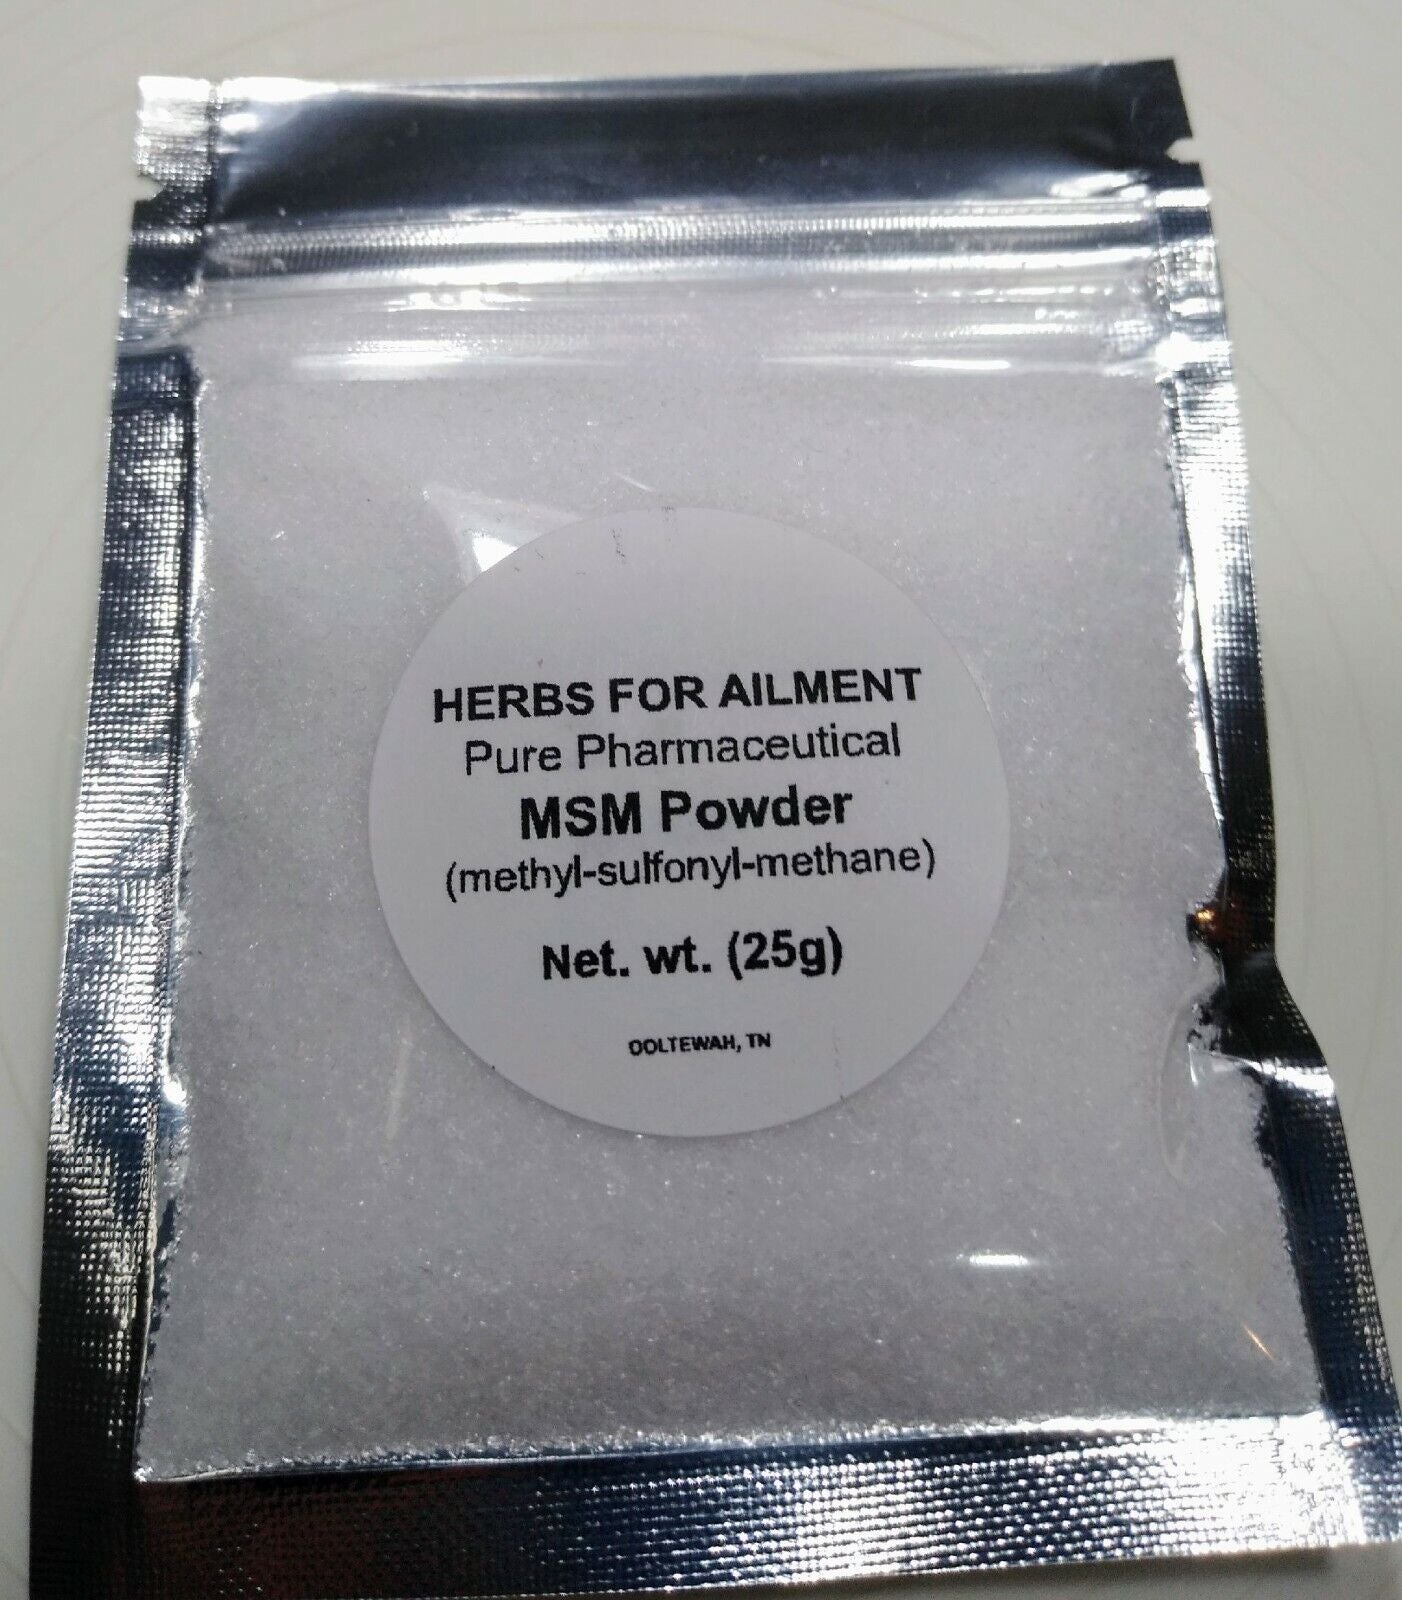 HERBS FOR AILMENT
Pure Pharmaceutical
MSM Powder
(methyl-sulfonyl-methane)
Net. wt. (25g)
OOLTEWAH, TN